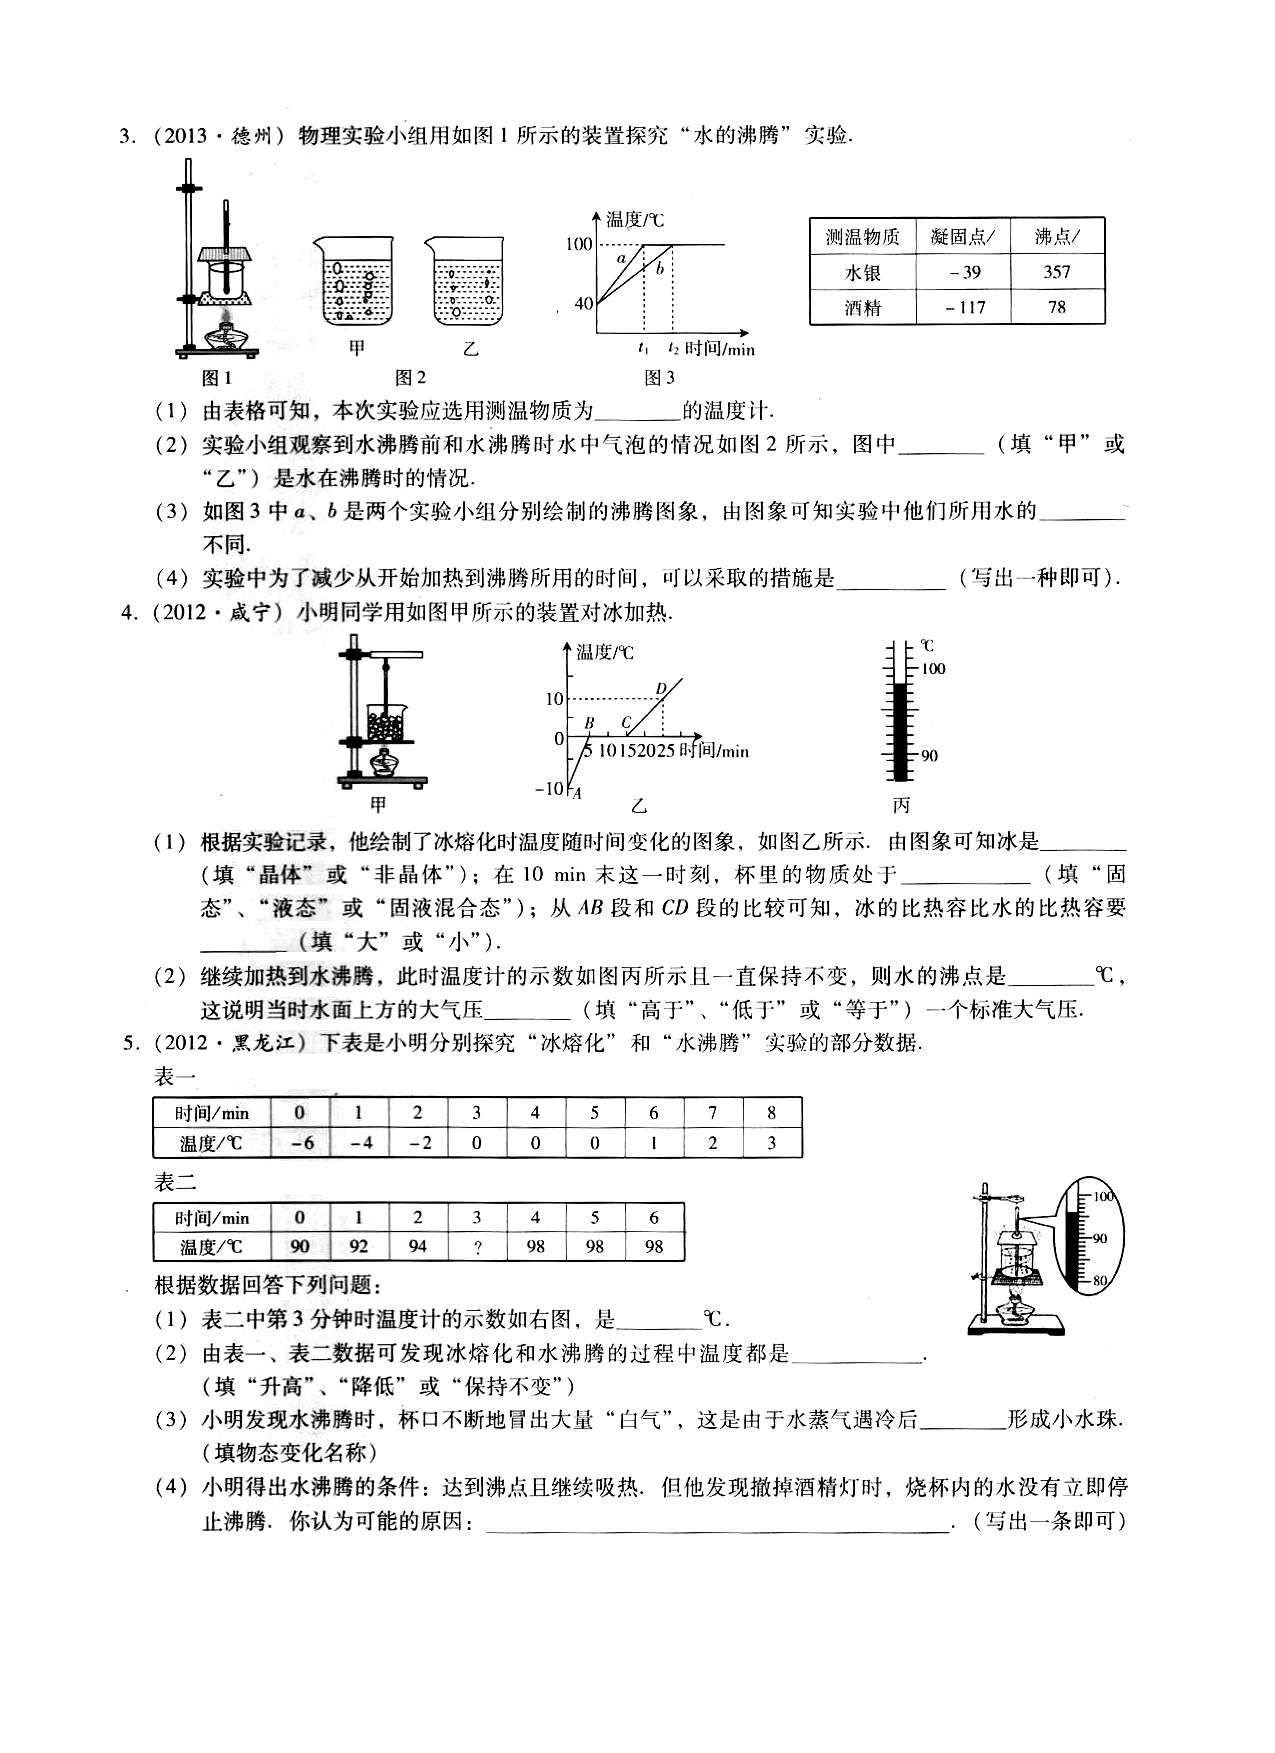 3. (2013·德州) 物理实验小组用如图 1 所示的装置探究“水的沸腾”实验.
温度/℃
100
a
b
40
t₁ t₂ 时间/min
甲 乙
图 1 图 2 图 3
测温物质 凝固点/ 沸点/
水银 －39 357
酒精 －117 78
(1) 由表格可知, 本次实验应选用测温物质为________的温度计.
(2) 实验小组观察到水沸腾前和水沸腾时水中气泡的情况如图 2 所示, 图中________ (填“甲”或
“乙”) 是水在沸腾时的情况.
(3) 如图 3 中 a、b 是两个实验小组分别绘制的沸腾图象, 由图象可知实验中他们所用水的________
不同.
(4) 实验中为了减少从开始加热到沸腾所用的时间, 可以采取的措施是__________ (写出一种即可).
4. (2012·咸宁) 小明同学用如图甲所示的装置对冰加热.
温度/℃
10
D
B C
0
5 10 15 20 25 时间/min
－10 A
℃
100
90
甲 乙 丙
(1) 根据实验记录, 他绘制了冰熔化时温度随时间变化的图象, 如图乙所示. 由图象可知冰是________
(填“晶体”或“非晶体”); 在 10 min 末这一时刻, 杯里的物质处于____________ (填“固
态”、“液态”或“固液混合态”); 从 AB 段和 CD 段的比较可知, 冰的比热容比水的比热容要
________ (填“大”或“小”).
(2) 继续加热到水沸腾, 此时温度计的示数如图丙所示且一直保持不变, 则水的沸点是________℃,
这说明当时水面上方的大气压________ (填“高于”、“低于”或“等于”) 一个标准大气压.
5. (2012·黑龙江) 下表是小明分别探究“冰熔化”和“水沸腾”实验的部分数据.
表一
时间/min 0 1 2 3 4 5 6 7 8
温度/℃ －6 －4 －2 0 0 0 1 2 3
表二
时间/min 0 1 2 3 4 5 6
温度/℃ 90 92 94 ? 98 98 98
100
90
80
根据数据回答下列问题:
(1) 表二中第 3 分钟时温度计的示数如右图, 是________℃.
(2) 由表一、表二数据可发现冰熔化和水沸腾的过程中温度都是____________.
(填“升高”、“降低”或“保持不变”)
(3) 小明发现水沸腾时, 杯口不断地冒出大量“白气”, 这是由于水蒸气遇冷后________形成小水珠.
(填物态变化名称)
(4) 小明得出水沸腾的条件: 达到沸点且继续吸热. 但他发现撤掉酒精灯时, 烧杯内的水没有立即停
止沸腾. 你认为可能的原因: __________________________________________. (写出一条即可)